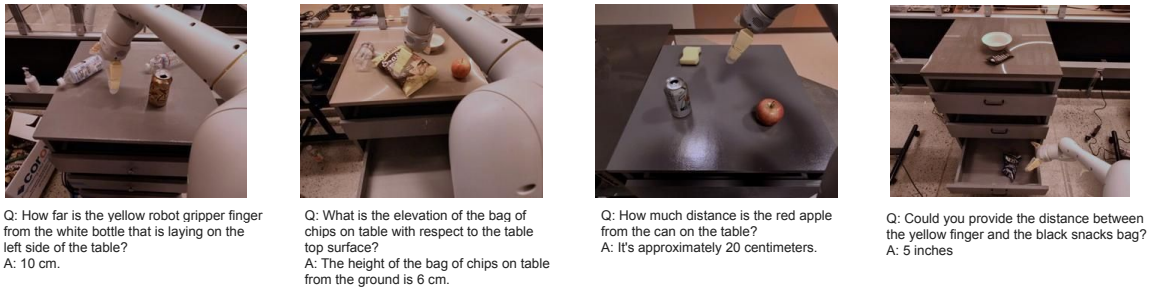 Q: How far is the yellow robot gripper finger
from the white bottle that is laying on the
left side of the table?
A: 10 cm.
Q: What is the elevation of the bag of
chips on table with respect to the table
top surface?
A: The height of the bag of chips on table
from the ground is 6 cm.
Q: How much distance is the red apple
from the can on the table?
A: It's approximately 20 centimeters.
Q: Could you provide the distance between
the yellow finger and the black snacks bag?
A: 5 inches